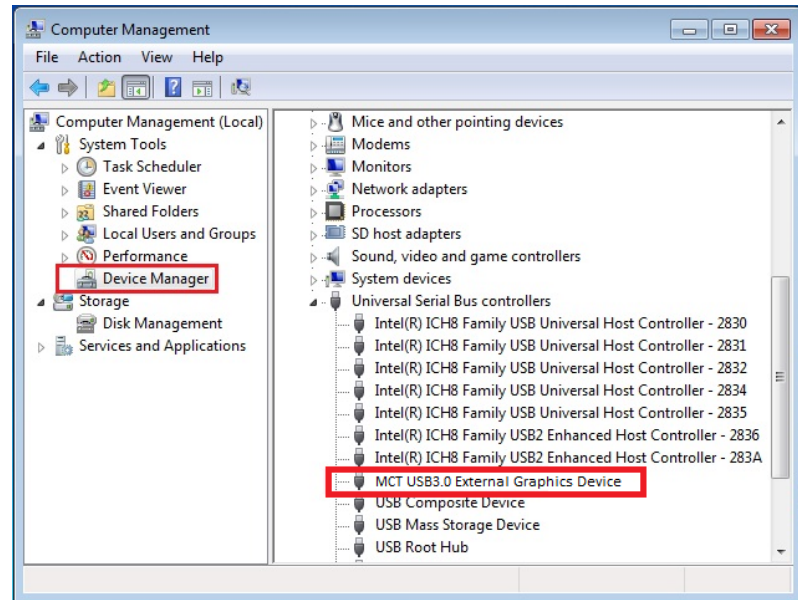 Computer Management
File Action View Help
Computer Management (Local)
System Tools
Task Scheduler
Event Viewer
Shared Folders
Local Users and Groups
Performance
Device Manager
Storage
Disk Management
Services and Applications
Mice and other pointing devices
Modems
Monitors
Network adapters
Processors
SD host adapters
Sound, video and game controllers
System devices
Universal Serial Bus controllers
Intel(R) ICH8 Family USB Universal Host Controller - 2830
Intel(R) ICH8 Family USB Universal Host Controller - 2831
Intel(R) ICH8 Family USB Universal Host Controller - 2832
Intel(R) ICH8 Family USB Universal Host Controller - 2834
Intel(R) ICH8 Family USB Universal Host Controller - 2835
Intel(R) ICH8 Family USB2 Enhanced Host Controller - 2836
Intel(R) ICH8 Family USB2 Enhanced Host Controller - 283A
MCT USB3.0 External Graphics Device
USB Composite Device
USB Mass Storage Device
USB Root Hub